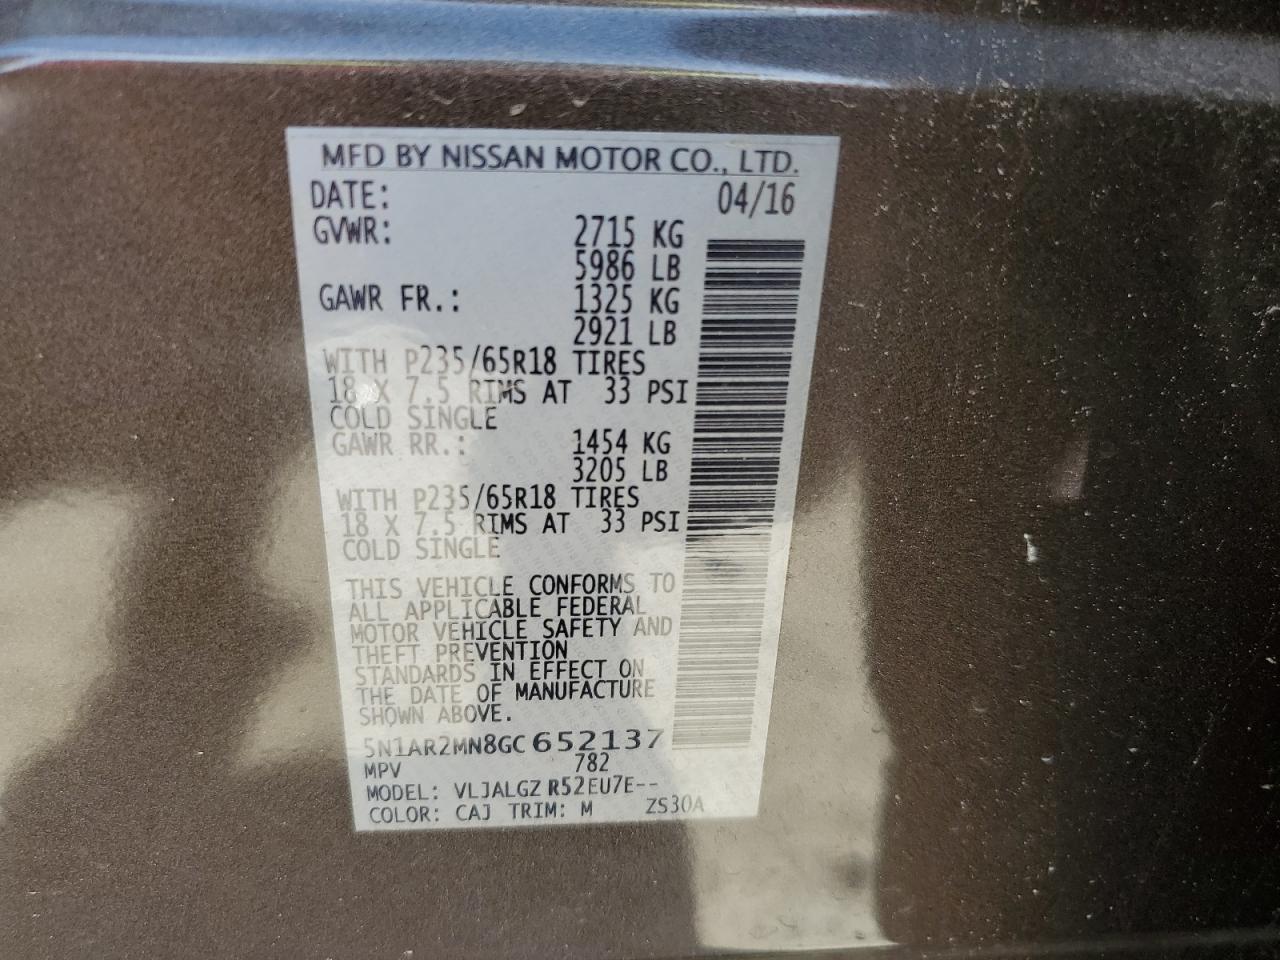 MFD BY NISSAN MOTOR CO., LTD.
DATE: 04/16
GVWR: 2715 KG
5986 LB
GAWR FR.: 1325 KG
2921 LB
WITH P235/65R18 TIRES
18 X 7.5 RIMS AT 33 PSI
COLD SINGLE
GAWR RR.: 1454 KG
3205 LB
WITH P235/65R18 TIRES
18 X 7.5 RIMS AT 33 PSI
COLD SINGLE
THIS VEHICLE CONFORMS TO
ALL APPLICABLE FEDERAL
MOTOR VEHICLE SAFETY AND
THEFT PREVENTION
STANDARDS IN EFFECT ON
THE DATE OF MANUFACTURE
SHOWN ABOVE.
5N1AR2MN8GC652137
MPV 782
MODEL: VLJALGZ R52EU7E--
COLOR: CAJ TRIM: M ZS30A